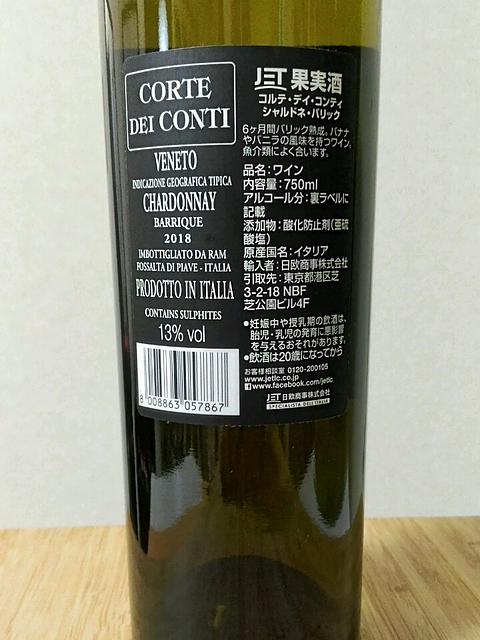 CORTE
DEI CONTI
VENETO
INDICAZIONE GEOGRAFICA TIPICA
CHARDONNAY
BARRIQUE
2018
IMBOTTIGLIATO DA RAM
FOSSALTA DI PIAVE - ITALIA
PRODOTTO IN ITALIA
CONTAINS SULPHITES
13% vol
8 008863 057867
JET 果実酒
コルテ・デイ・コンティ
シャルドネ・バリック
6ヶ月間バリック熟成。バナナ
やバニラの風味を持つワイン。
魚介類によく合います。
品名:ワイン
内容量:750ml
アルコール分:裏ラベルに
記載
添加物:酸化防止剤(亜硫
酸塩)
原産国名:イタリア
輸入者:日欧商事株式会社
引取先:東京都港区芝
3-2-18 NBF
芝公園ビル4F
●妊娠中や授乳期の飲酒は、
胎児・乳児の発育に悪影響
を与えるおそれがあります。
●飲酒は20歳になってから
お客様相談室 0120-200105
www.jetlc.co.jp
www.facebook.com/jetlc
JET 日欧商事株式会社
SPECIALISTA DELL'ITALIA